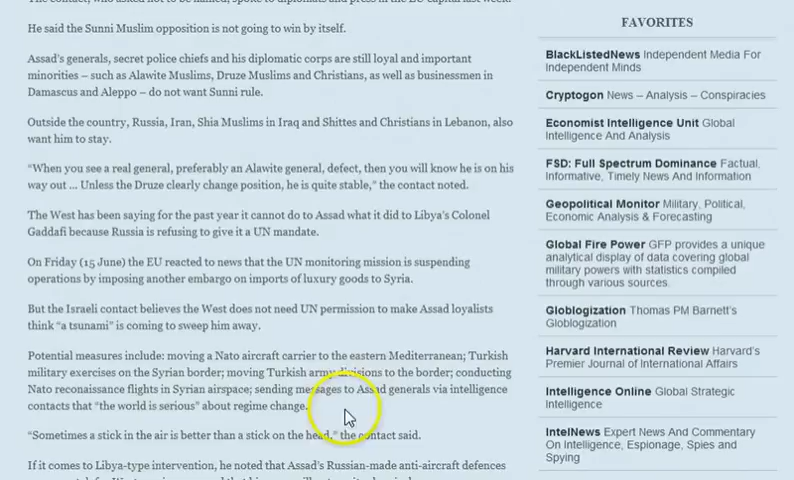 He said the Sunni Muslim opposition is not going to win by itself.
Assad's generals, secret police chiefs and his diplomatic corps are still loyal and important
minorities – such as Alawite Muslims, Druze Muslims and Christians, as well as businessmen in
Damascus and Aleppo – do not want Sunni rule.
Outside the country, Russia, Iran, Shia Muslims in Iraq and Shittes and Christians in Lebanon, also
want him to stay.
“When you see a real general, preferably an Alawite general, defect, then you will know he is on his
way out ... Unless the Druze clearly change position, he is quite stable,” the contact noted.
The West has been saying for the past year it cannot do to Assad what it did to Libya's Colonel
Gaddafi because Russia is refusing to give it a UN mandate.
On Friday (15 June) the EU reacted to news that the UN monitoring mission is suspending
operations by imposing another embargo on imports of luxury goods to Syria.
But the Israeli contact believes the West does not need UN permission to make Assad loyalists
think “a tsunami” is coming to sweep him away.
Potential measures include: moving a Nato aircraft carrier to the eastern Mediterranean; Turkish
military exercises on the Syrian border; moving Turkish army divisions to the border; conducting
Nato reconaissance flights in Syrian airspace; sending messages to Assad generals via intelligence
contacts that “the world is serious” about regime change.
“Sometimes a stick in the air is better than a stick on the head,” the contact said.
If it comes to Libya-type intervention, he noted that Assad's Russian-made anti-aircraft defences
FAVORITES
BlackListedNews Independent Media For
Independent Minds
Cryptogon News – Analysis – Conspiracies
Economist Intelligence Unit Global
Intelligence And Analysis
FSD: Full Spectrum Dominance Factual,
Informative, Timely News And Information
Geopolitical Monitor Military, Political,
Economic Analysis & Forecasting
Global Fire Power GFP provides a unique
analytical display of data covering global
military powers with statistics compiled
through various sources.
Globlogization Thomas PM Barnett's
Globlogization
Harvard International Review Harvard's
Premier Journal of International Affairs
Intelligence Online Global Strategic
Intelligence
IntelNews Expert News And Commentary
On Intelligence, Espionage, Spies and
Spying